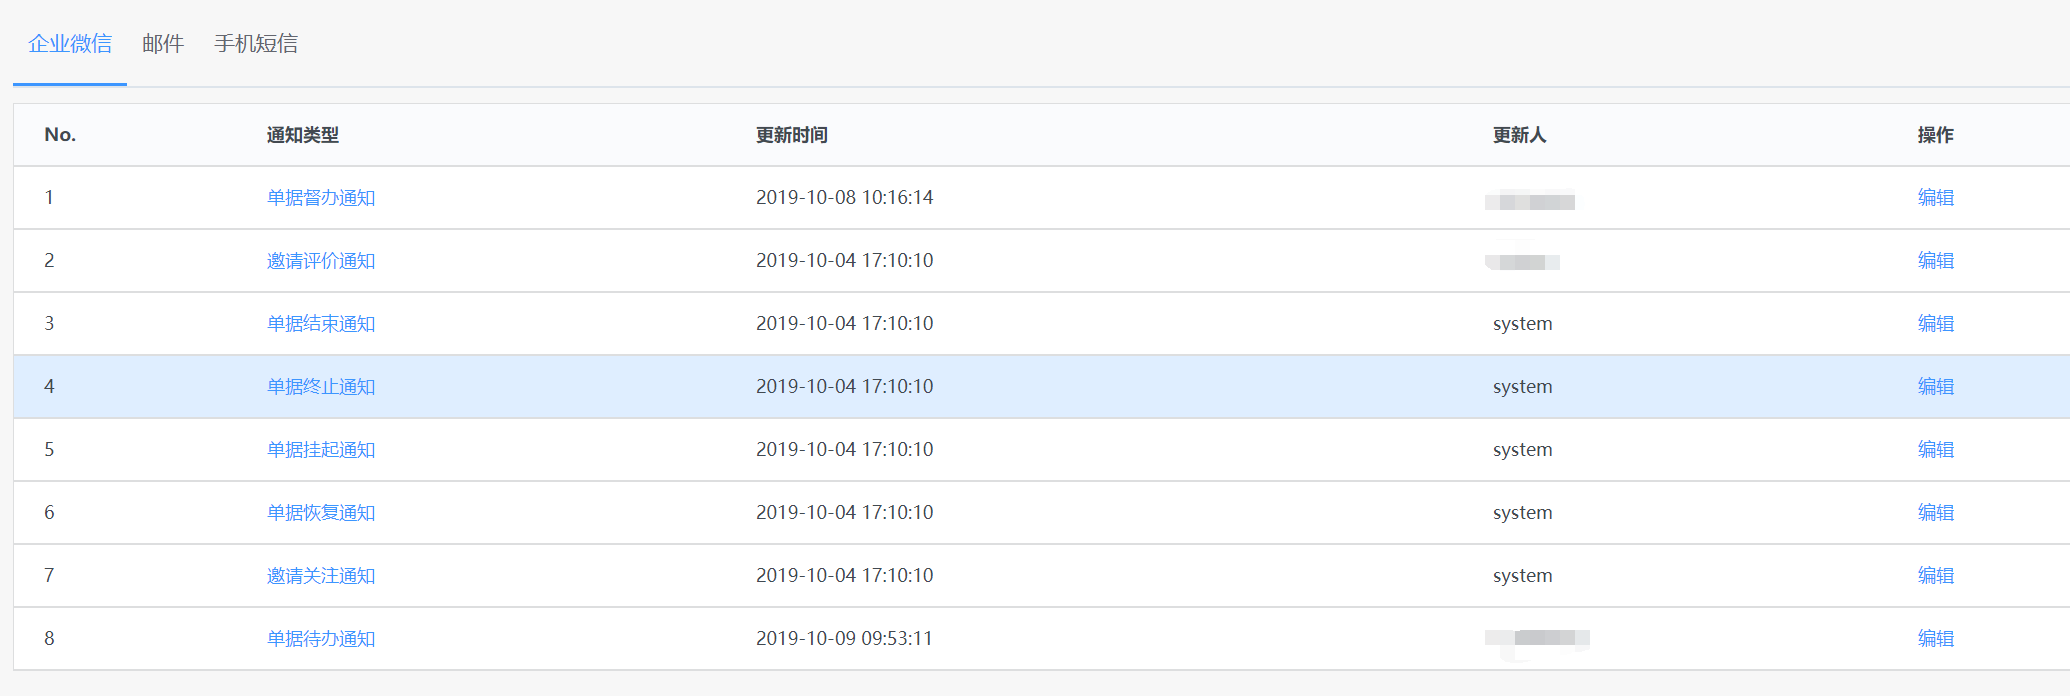 企业微信 邮件 手机短信
No. 通知类型 更新时间 更新人 操作
1 单据督办通知 2019-10-08 10:16:14 编辑
2 邀请评价通知 2019-10-04 17:10:10 编辑
3 单据结束通知 2019-10-04 17:10:10 system 编辑
4 单据终止通知 2019-10-04 17:10:10 system 编辑
5 单据挂起通知 2019-10-04 17:10:10 system 编辑
6 单据恢复通知 2019-10-04 17:10:10 system 编辑
7 邀请关注通知 2019-10-04 17:10:10 system 编辑
8 单据待办通知 2019-10-09 09:53:11 编辑